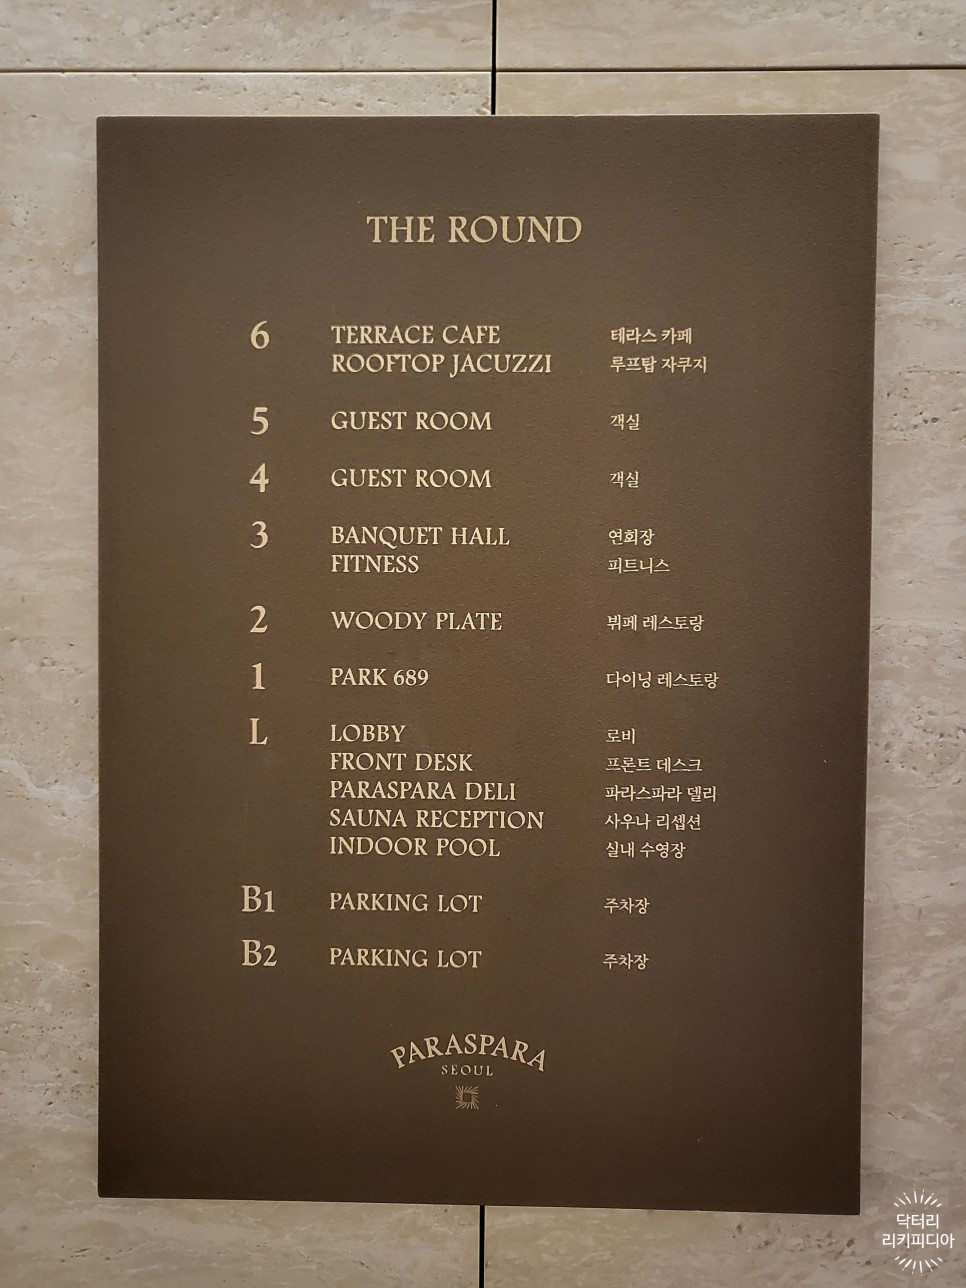 THE ROUND
6 TERRACE CAFE 테라스 카페
ROOFTOP JACUZZI 루프탑 자쿠지
5 GUEST ROOM 객실
4 GUEST ROOM 객실
3 BANQUET HALL 연회장
FITNESS 피트니스
2 WOODY PLATE 뷔페 레스토랑
1 PARK 689 다이닝 레스토랑
L LOBBY 로비
FRONT DESK 프론트 데스크
PARASPARA DELI 파라스파라 델리
SAUNA RECEPTION 사우나 리셉션
INDOOR POOL 실내 수영장
B1 PARKING LOT 주차장
B2 PARKING LOT 주차장
PARASPARA
SEOUL
닥터리
리키피디아